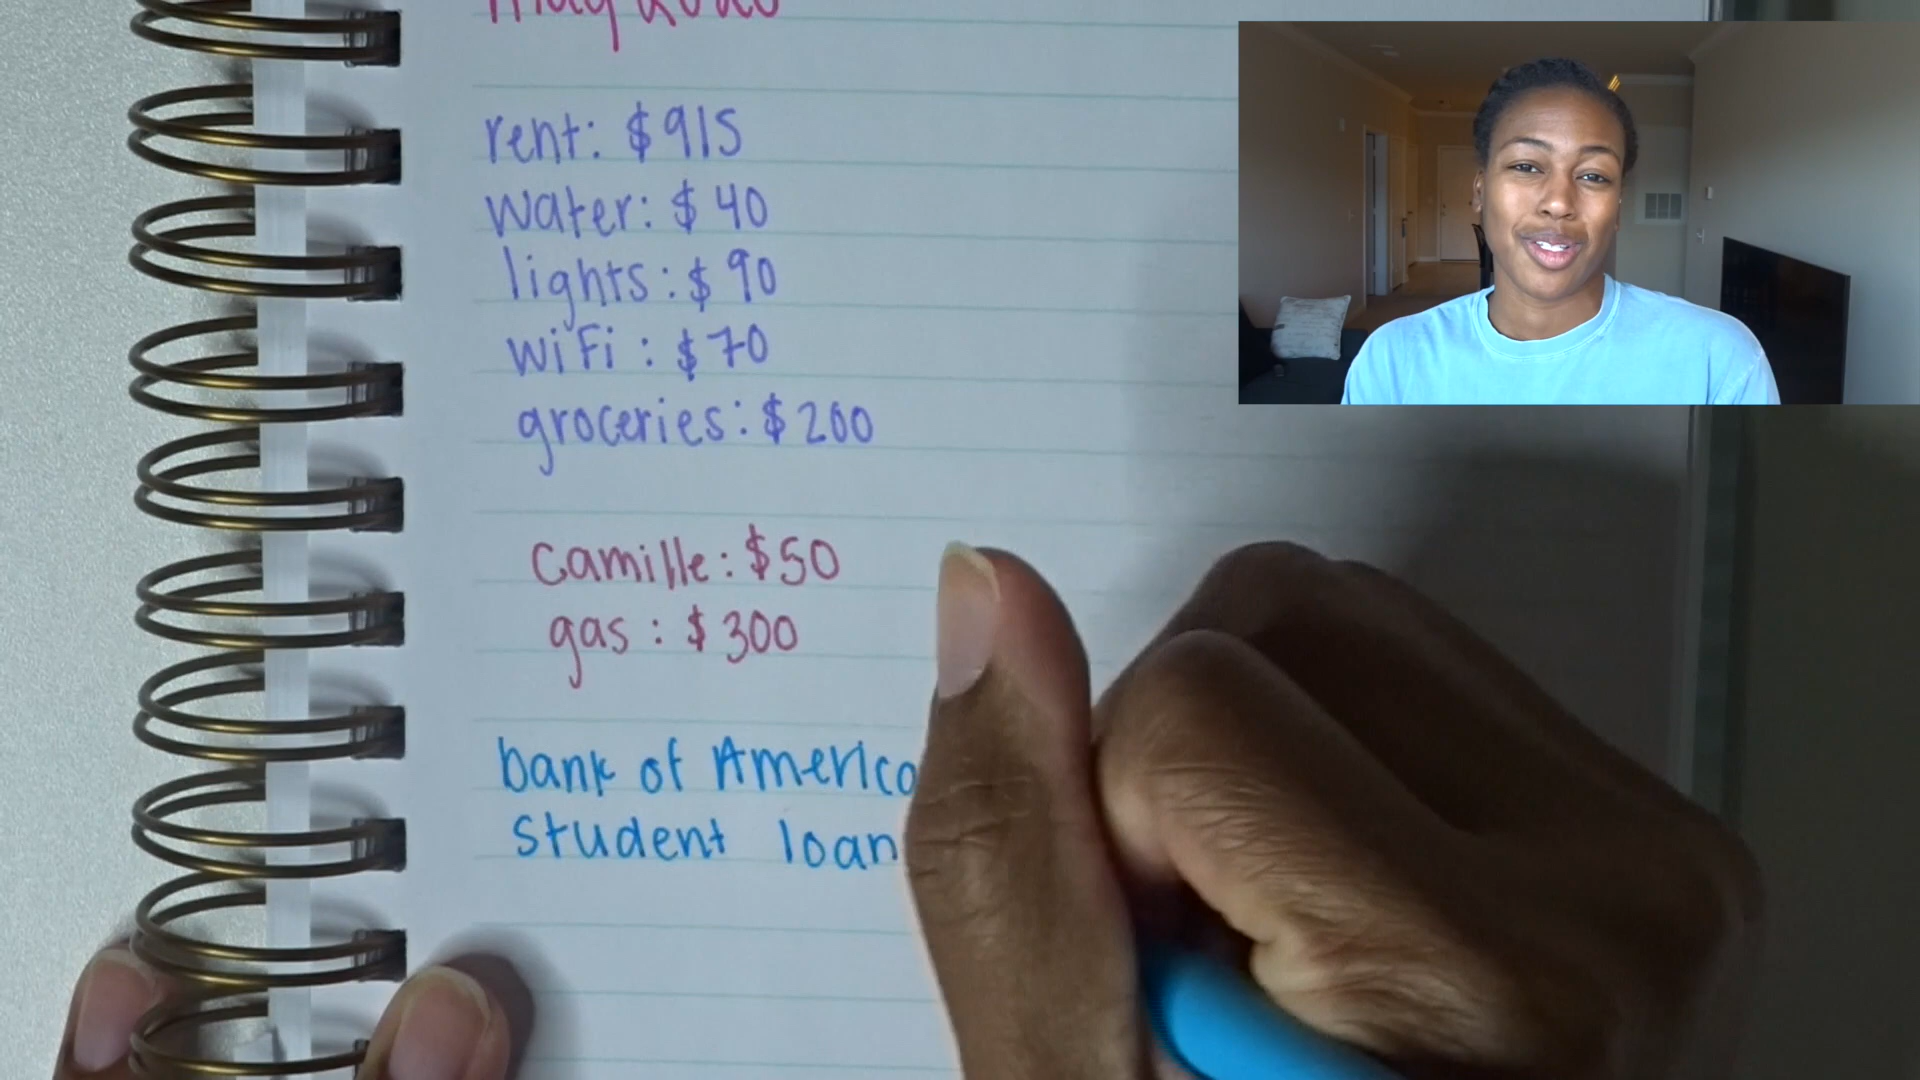 rent: $915
water: $40
lights: $90
wifi: $70
groceries: $200
camille: $50
gas: $300
bank of America
student loan